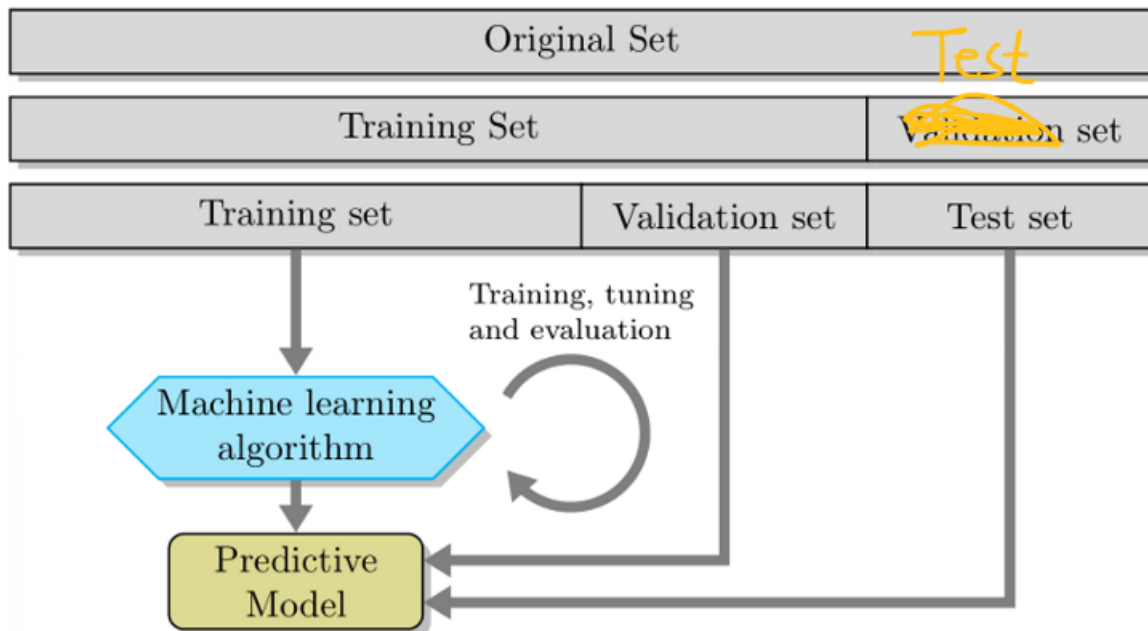 Original Set
Test
Training Set
Validation set
Training set
Validation set
Test set
Training, tuning
and evaluation
Machine learning
algorithm
Predictive
Model